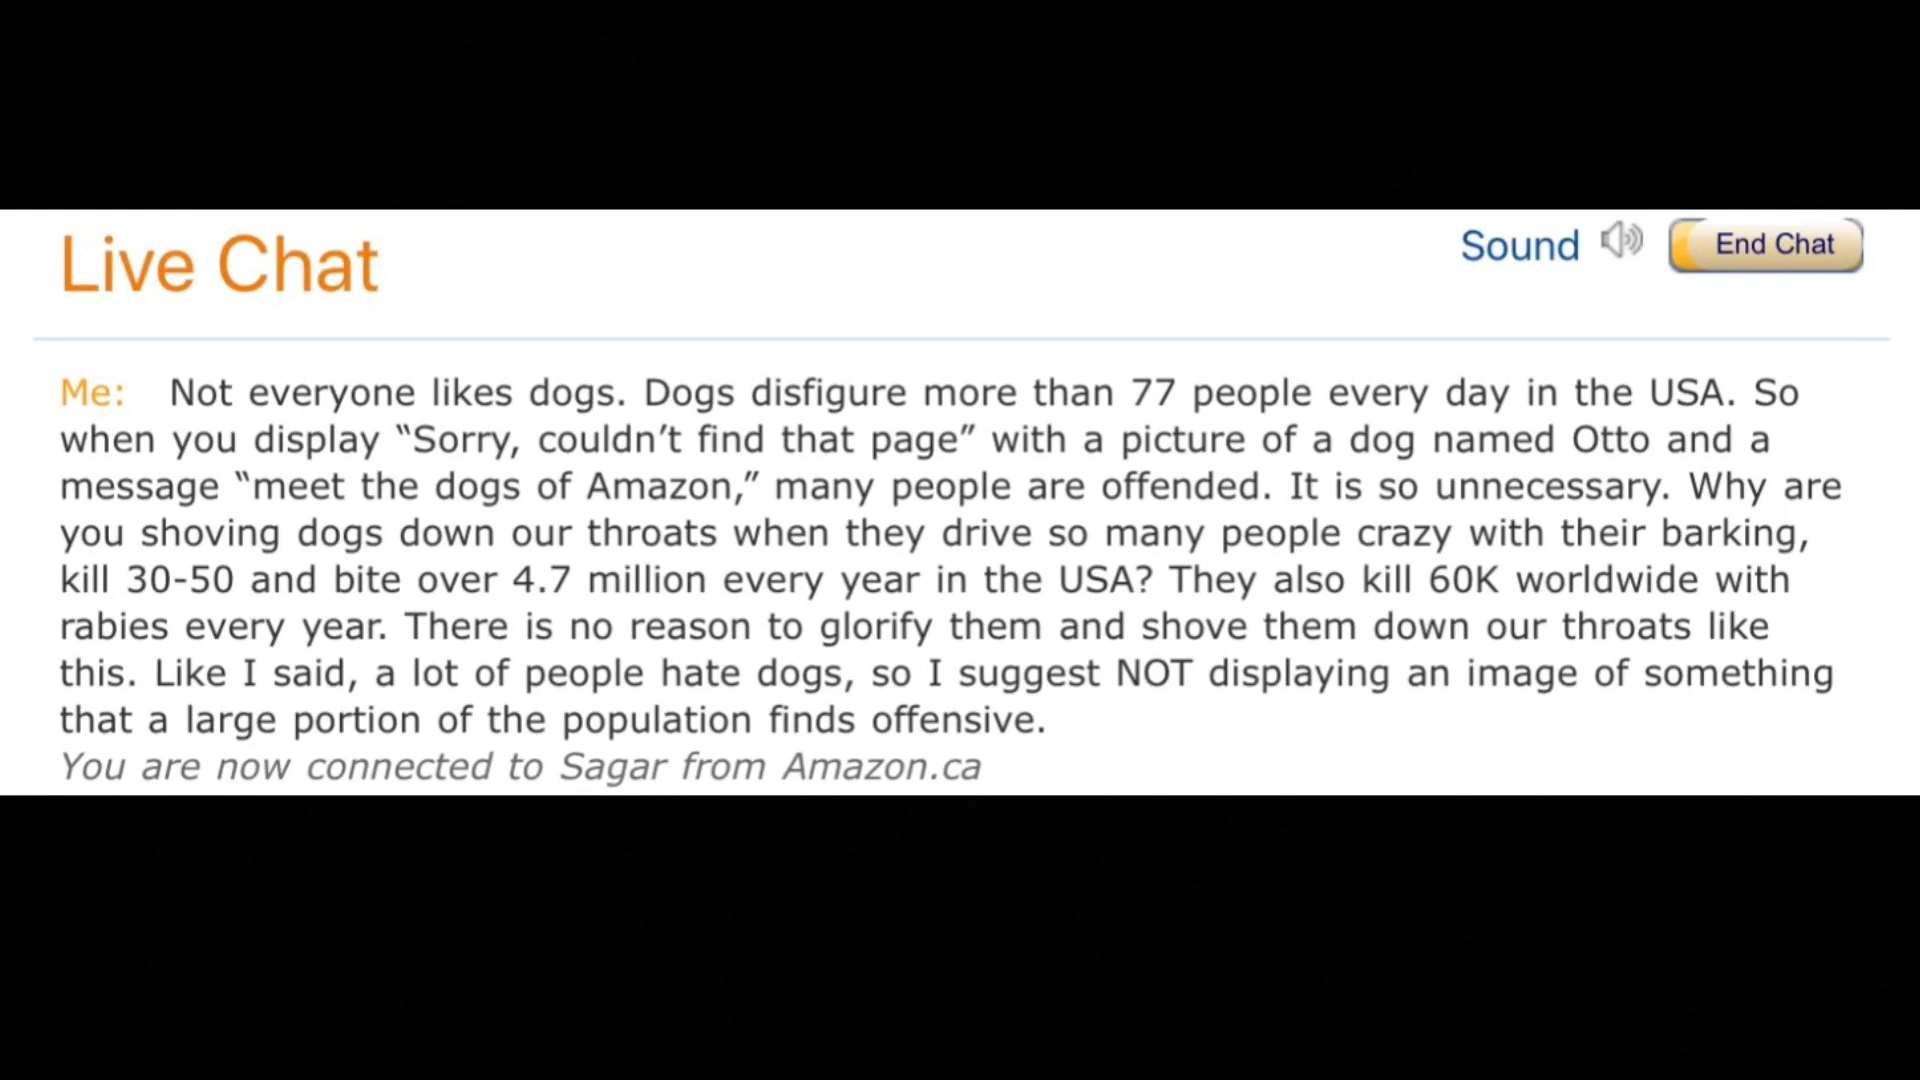 Live Chat
Sound
End Chat
Me: Not everyone likes dogs. Dogs disfigure more than 77 people every day in the USA. So
when you display “Sorry, couldn’t find that page” with a picture of a dog named Otto and a
message “meet the dogs of Amazon,” many people are offended. It is so unnecessary. Why are
you shoving dogs down our throats when they drive so many people crazy with their barking,
kill 30-50 and bite over 4.7 million every year in the USA? They also kill 60K worldwide with
rabies every year. There is no reason to glorify them and shove them down our throats like
this. Like I said, a lot of people hate dogs, so I suggest NOT displaying an image of something
that a large portion of the population finds offensive.
You are now connected to Sagar from Amazon.ca